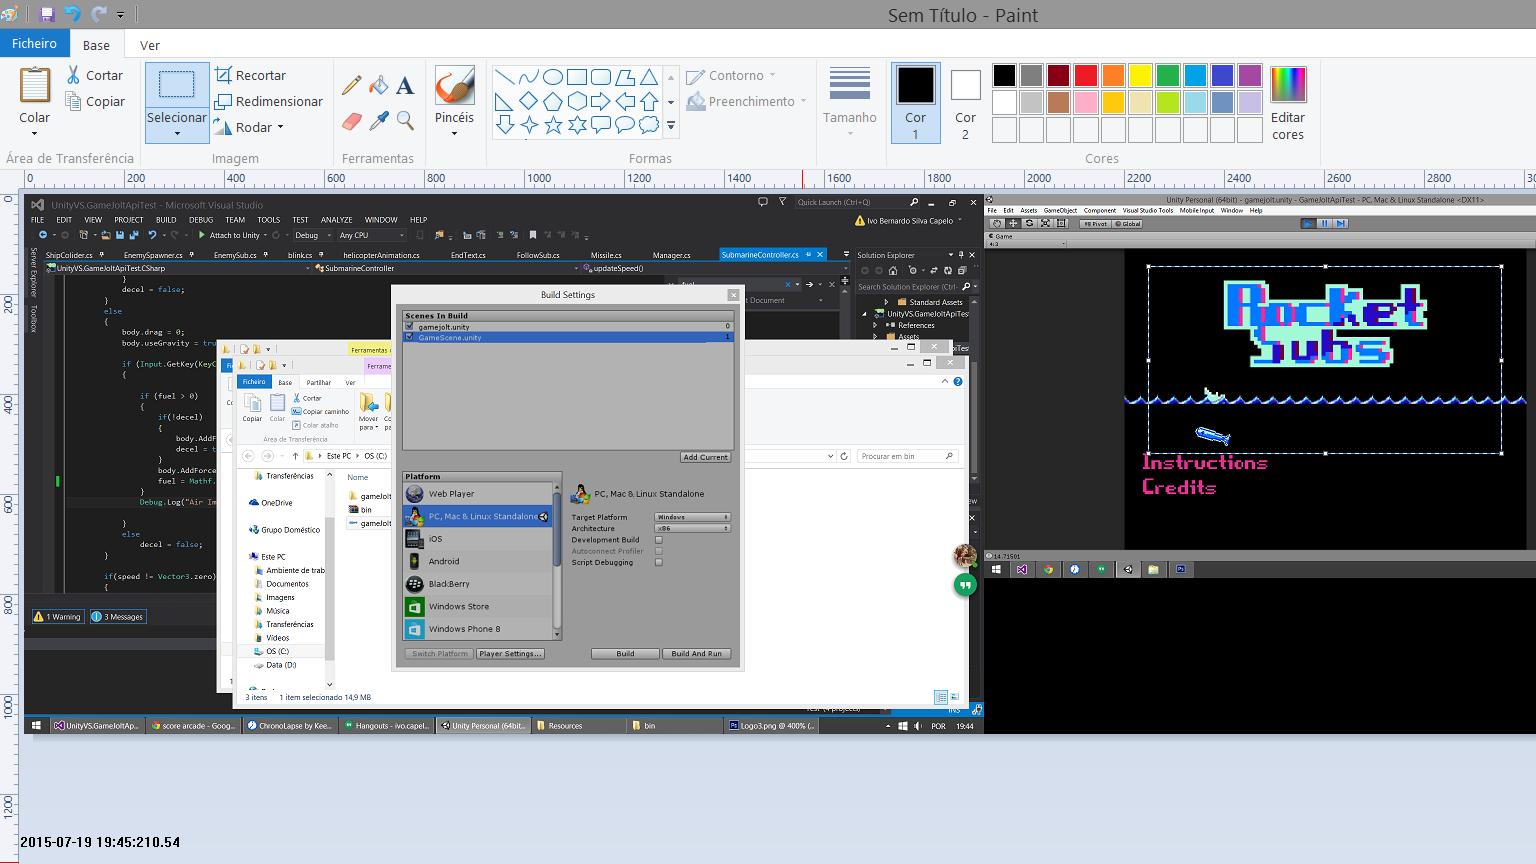 Sem Título - Paint
Ficheiro
Base
Ver
Colar
Cortar
Copiar
Área de Transferência
Selecionar
Recortar
Redimensionar
Rodar
Imagem
Ferramentas
Pincéis
Contorno
Preenchimento
Formas
Tamanho
Cor
1
Cor
2
Editar
cores
Cores
0 200 400 600 800 1000 1200 1400 1600 1800 2200 2400 2600 2800
0
200
400
600
800
1000
1200
UnityVS.GameJoltApiTest - Microsoft Visual Studio
Quick Launch (Ctrl+Q)
FILE EDIT VIEW PROJECT BUILD DEBUG TEAM TOOLS TEST ANALYZE WINDOW HELP
Ivo Bernardo Silva Capelo
Attach to Unity
Debug
Any CPU
Server Explorer
Toolbox
ShipCollider.cs EnemySpawner.cs EnemySub.cs blink.cs helicopterAnimation.cs EndText.cs FollowSub.cs Missile.cs Manager.cs SubmarineController.cs
UnityVS.GameJoltApiTest.CSharp
SubmarineController
updateSpeed()
}
decel = false;
}
else
{
body.drag = 0;
body.useGravity = tru
if (Input.GetKey(KeyC
{
if (fuel > 0)
{
if(!decel)
{
body.AddF
decel = t
}
body.AddForce
fuel = Mathf.
}
Debug.Log("Air Im
}
else
decel = false;
}
if(speed != Vector3.zero)
{
1 Warning
3 Messages
Solution Explorer
Search Solution Explorer (Ctrl+
Standard Assets
UnityVS.GameJoltApiTest
References
Assets
fuel
t Document
Ferramentas d
Ferrame
Ficheiro
Base
Partilhar
Ver
Copiar
Colar
Cortar
Copiar caminho
Colar atalho
Mover
para
Área de Transferência
Este PC
OS (C:)
Procurar em bin
Nome
gameJolt
bin
gameJolt
Transferências
OneDrive
Grupo Doméstico
Este PC
Ambiente de trab
Documentos
Imagens
Música
Transferências
Vídeos
OS (C:)
Data (D:)
3 itens
1 item selecionado 14,9 MB
Build Settings
Scenes In Build
gamejolt.unity 0
GameScene.unity 1
Add Current
Platform
Web Player
PC, Mac & Linux Standalone
iOS
Android
BlackBerry
Windows Store
Windows Phone 8
PC, Mac & Linux Standalone
Target Platform Windows
Architecture x86
Development Build
Autoconnect Profiler
Script Debugging
Switch Platform
Player Settings...
Build
Build And Run
INS
UnityVS.GameJoltAp...
score arcade - Goog...
ChronoLapse by Kee...
Hangouts - ivo.capel...
Unity Personal (64bit...
Resources
bin
Logo3.png @ 400% (...
POR
19:44
Unity Personal (64bit) - gamejolt.unity - GameJoltApiTest - PC, Mac & Linux Standalone <DX11>
File Edit Assets GameObject Component Visual Studio Tools Mobile Input Window Help
Pivot
Global
Game
4:3
Rocket
Subs
Instructions
Credits
14.71501
2015-07-19 19:45:210.54